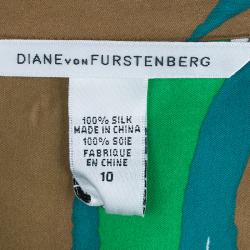 DIANE VON FURSTENBERG
100% SILK
MADE IN CHINA
100% SOIE
FABRIQUE
EN CHINE
10